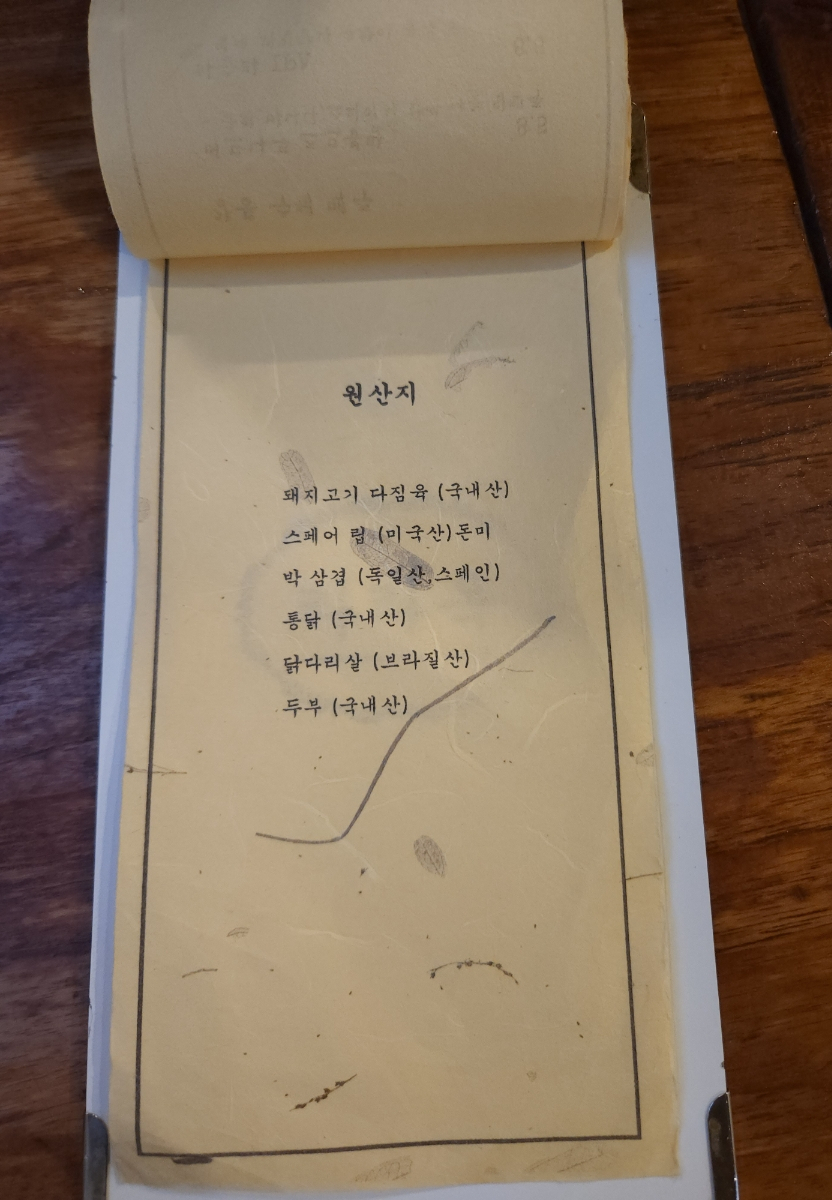 원산지
돼지고기 다짐육 (국내산)
스페어 립 (미국산)돈미
박 삼겹 (독일산,스페인)
통닭 (국내산)
닭다리살 (브라질산)
두부 (국내산)